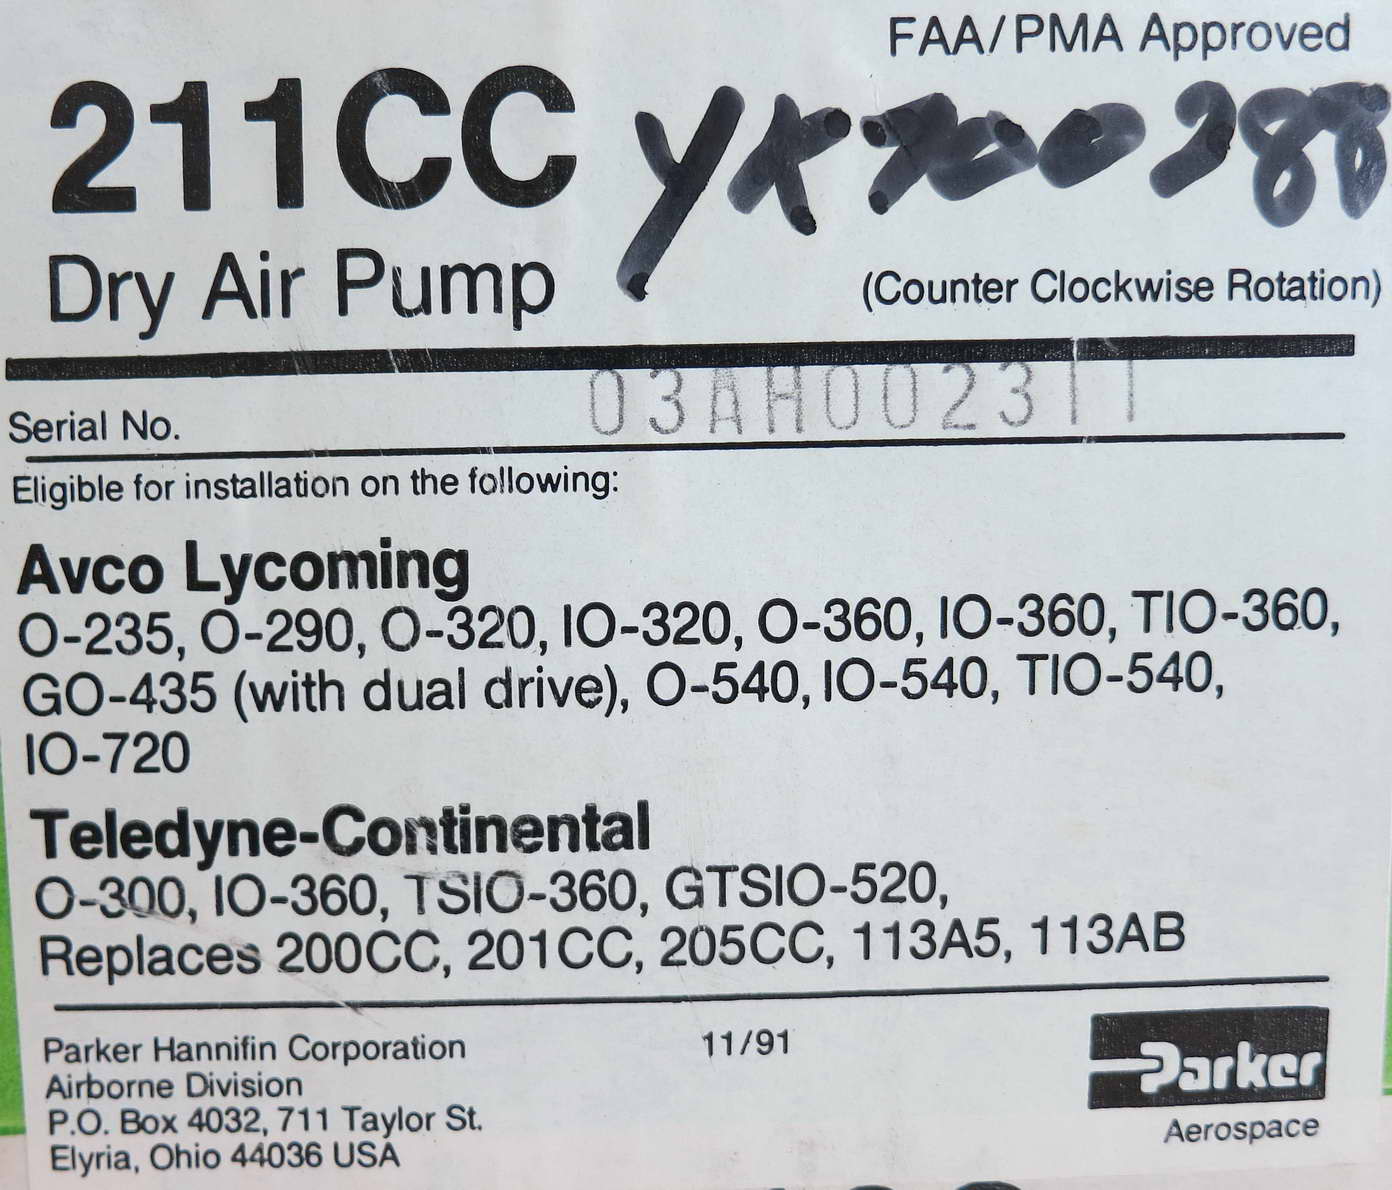 FAA/PMA Approved
211CC
Dry Air Pump
(Counter Clockwise Rotation)
Serial No. 03AH002311
Eligible for installation on the following:
Avco Lycoming
O-235, O-290, O-320, IO-320, O-360, IO-360, TIO-360,
GO-435 (with dual drive), O-540, IO-540, TIO-540,
IO-720
Teledyne-Continental
O-300, IO-360, TSIO-360, GTSIO-520,
Replaces 200CC, 201CC, 205CC, 113A5, 113AB
Parker Hannifin Corporation
Airborne Division
P.O. Box 4032, 711 Taylor St.
Elyria, Ohio 44036 USA
11/91
Parker
Aerospace